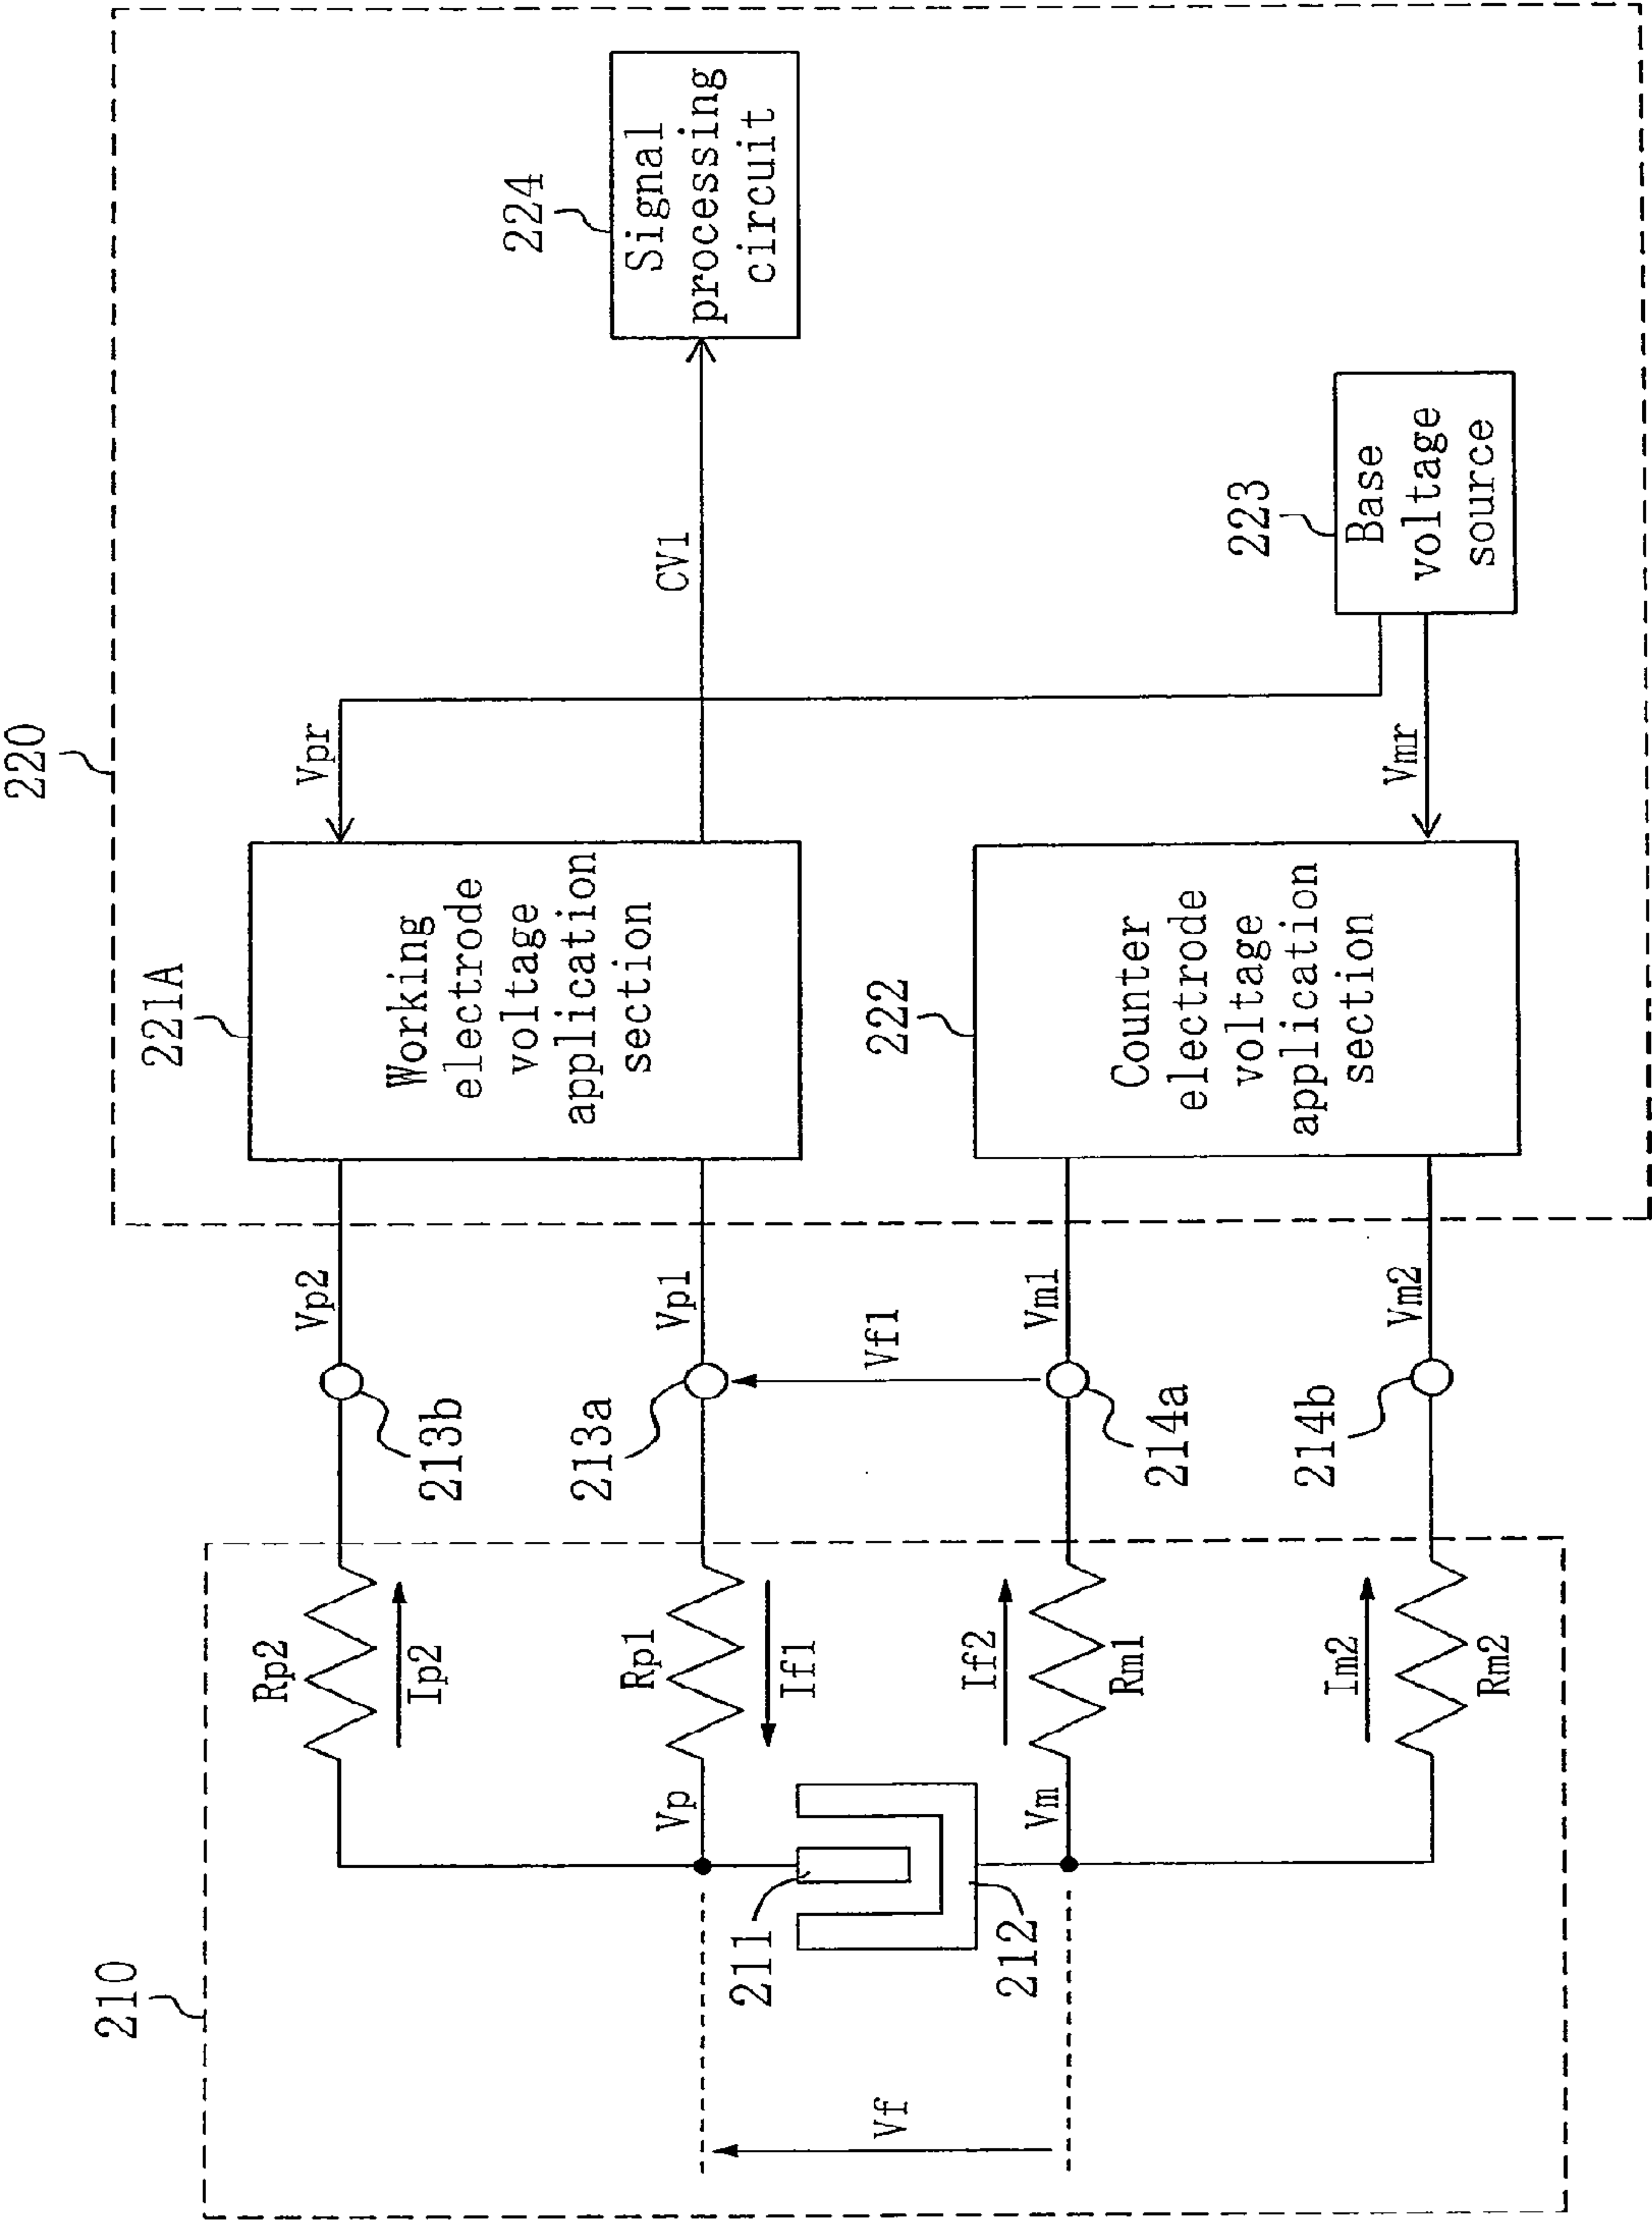 210
Vf
211
212
Vp
Vm
Rp2
Ip2
Rp1
If1
If2
Rm1
Im2
Rm2
213b
213a
214a
214b
Vf1
Vp2
Vp1
Vm1
Vm2
220
221A
Working
electrode
voltage
application
section
222
Counter
electrode
voltage
application
section
Vpr
Vmr
CV1
223
Base
voltage
source
224
Signal
processing
circuit